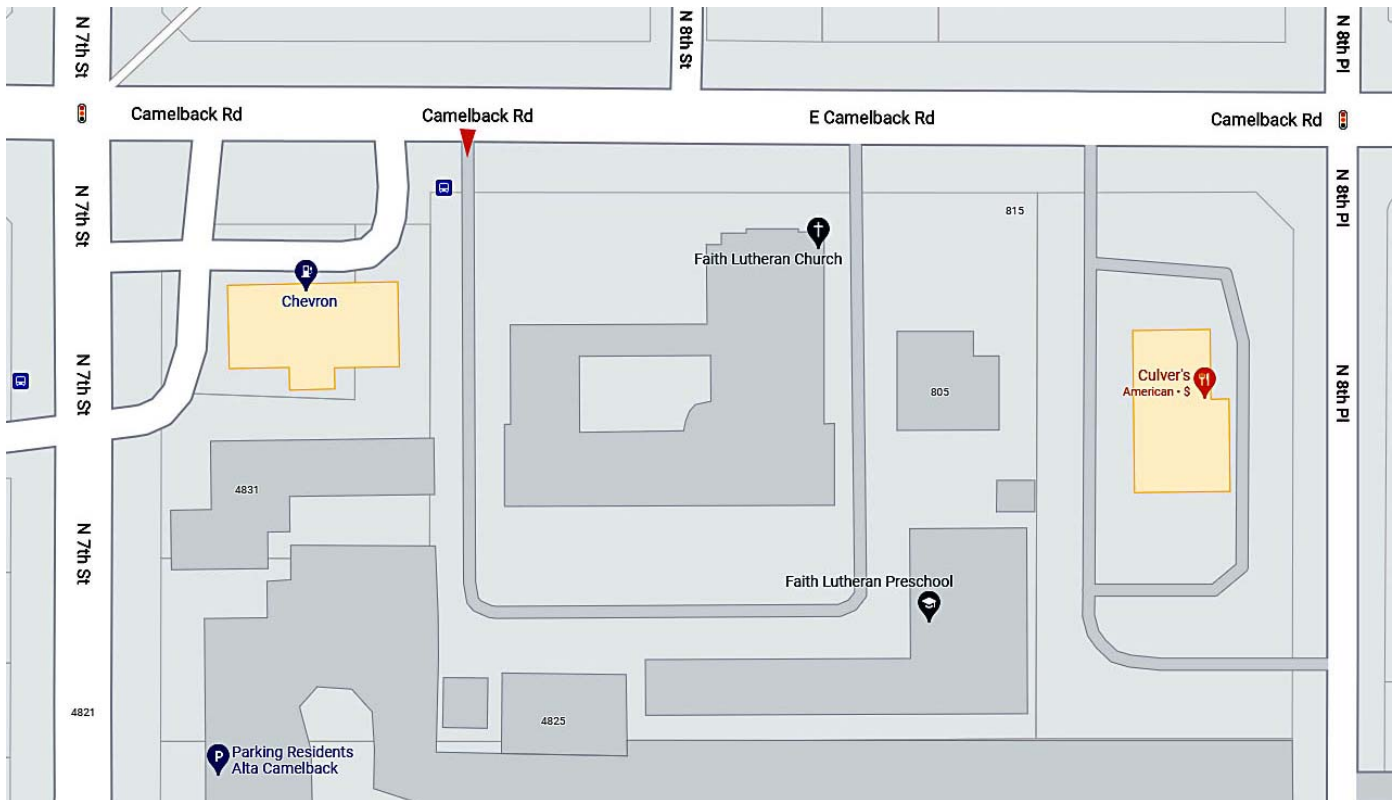 N 7th St
N 8th St
N 8th Pl
Camelback Rd
Camelback Rd
E Camelback Rd
Camelback Rd
N 7th St
N 8th Pl
815
Faith Lutheran Church
Chevron
N 7th St
Culver's
American • $
805
N 8th Pl
4831
N 7th St
Faith Lutheran Preschool
4821
4825
P
Parking Residents
Alta Camelback